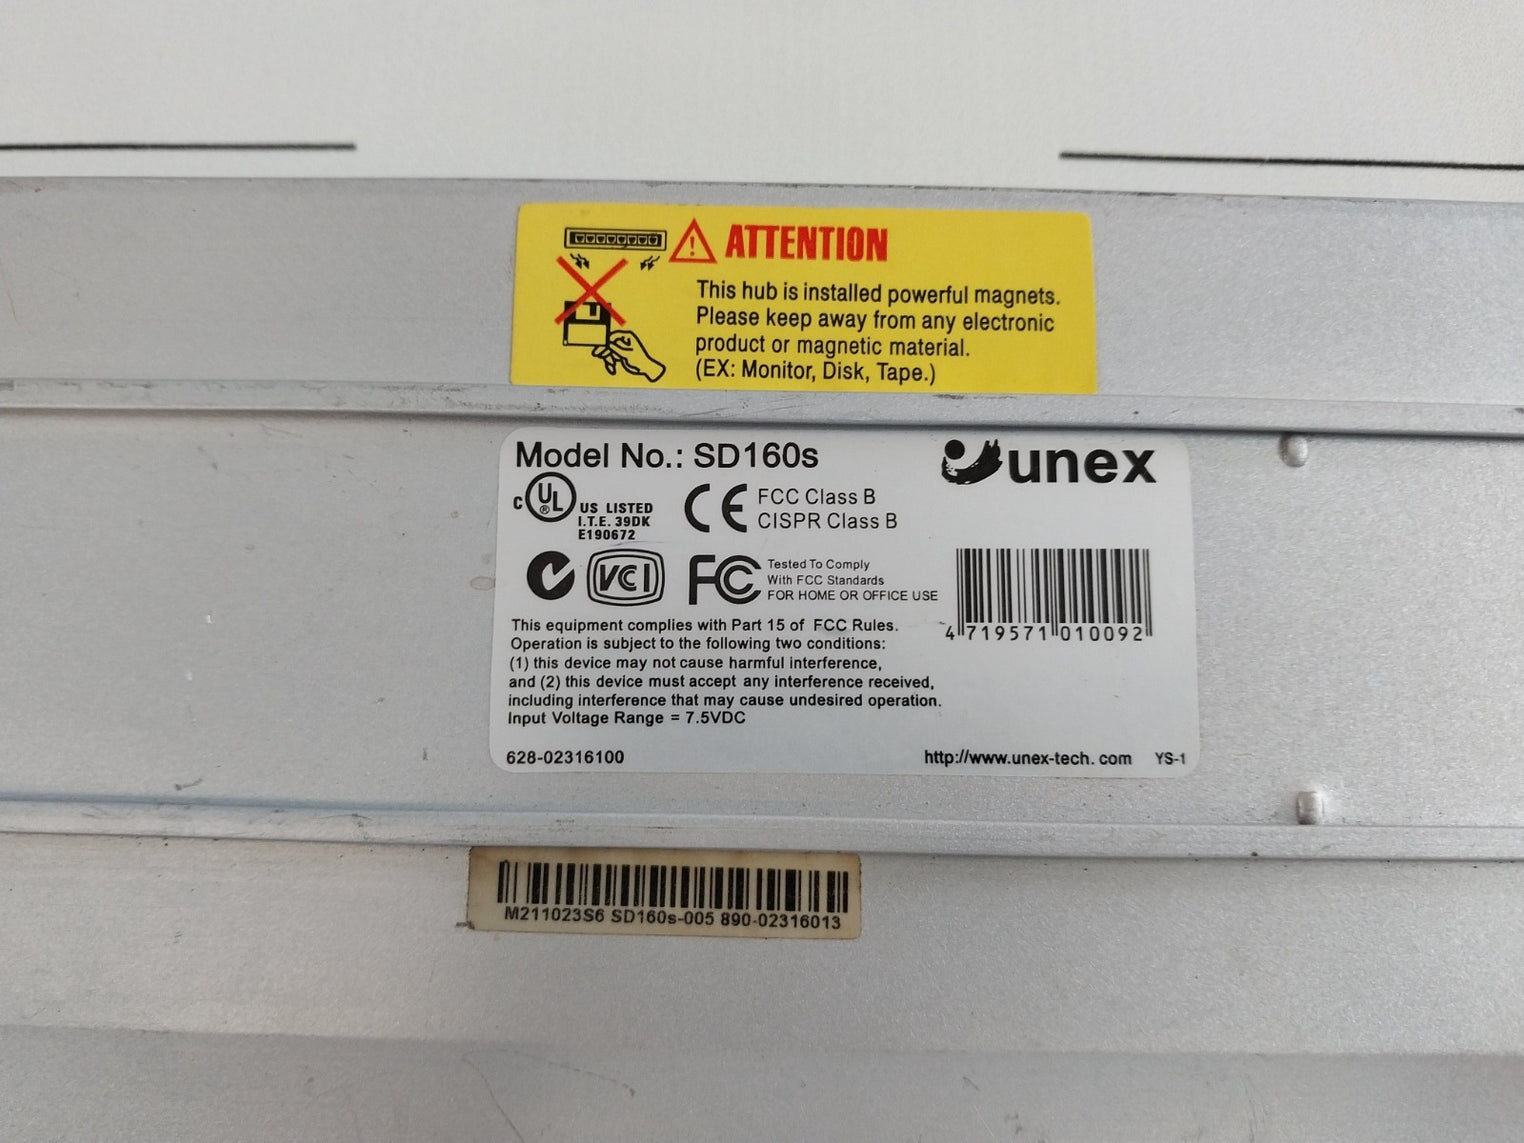 ATTENTION
This hub is installed powerful magnets.
Please keep away from any electronic
product or magnetic material.
(EX: Monitor, Disk, Tape.)
Model No.: SD160s
unex
C UL ® US LISTED
I.T.E. 39DK
E190672
CE
FCC Class B
CISPR Class B
VCI
FC
Tested To Comply
With FCC Standards
FOR HOME OR OFFICE USE
This equipment complies with Part 15 of FCC Rules.
Operation is subject to the following two conditions:
(1) this device may not cause harmful interference,
and (2) this device must accept any interference received,
including interference that may cause undesired operation.
Input Voltage Range = 7.5VDC
4 719571 010092
628-02316100
http://www.unex-tech. com YS-1
M211023S6 SD160s-005 890-02316013